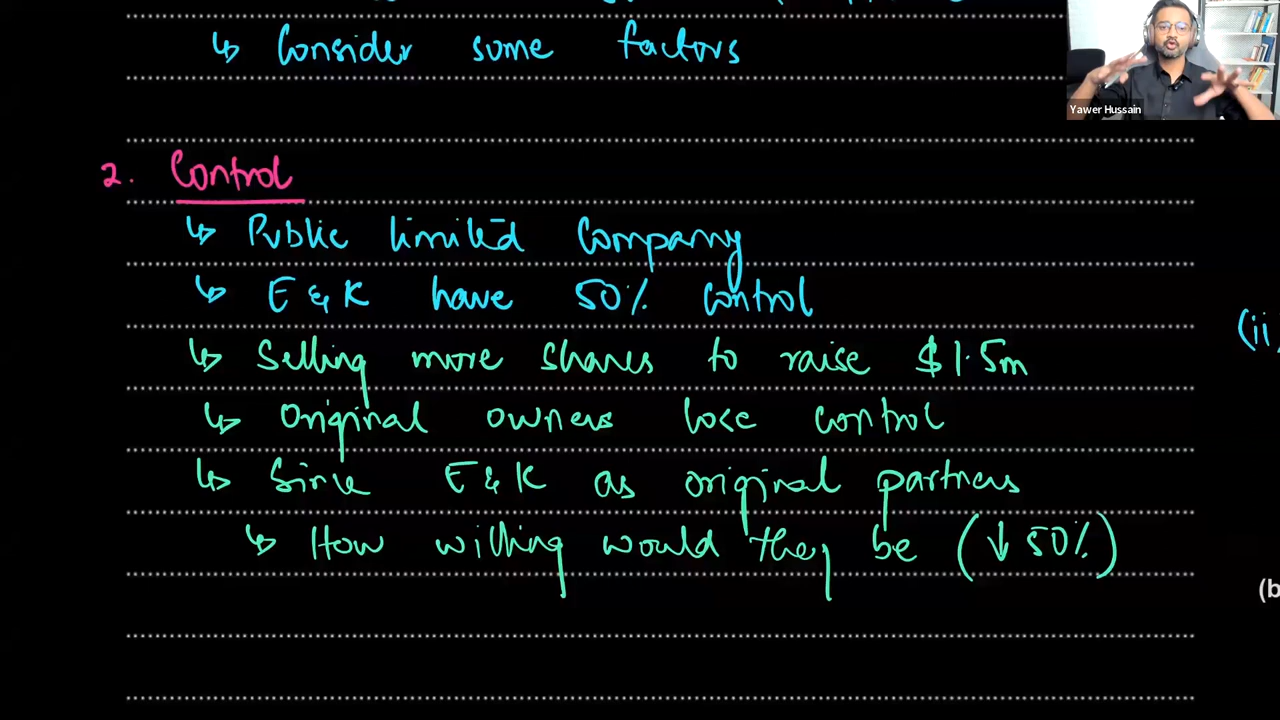 ↳ Consider some factors
Yawer Hussain
2. Control
↳ Public limited Company
↳ E & K have 50% control
(ii)
↳ Selling more shares to raise $1.5m
↳ Original owners lose control
↳ Since E & K as original partners
↳ How willing would they be (↓ 50%)
(b